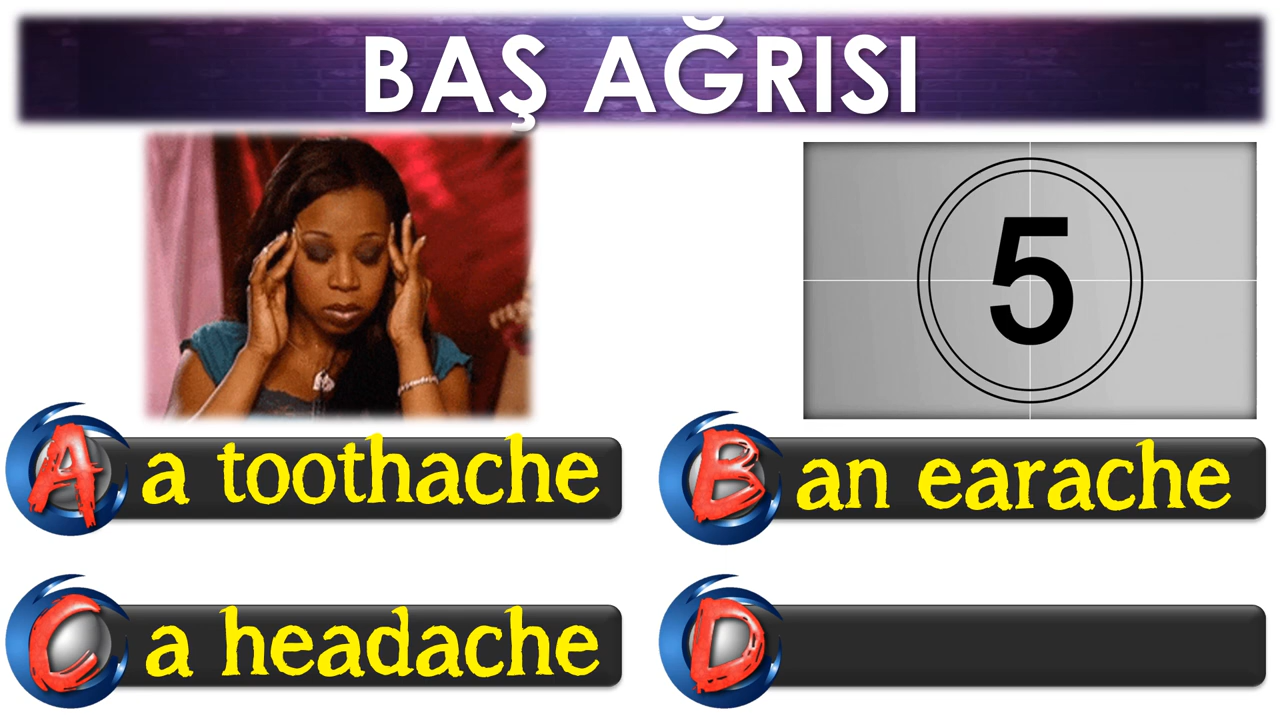 BAŞ AĞRISI
5
A a toothache
B an earache
C a headache
D